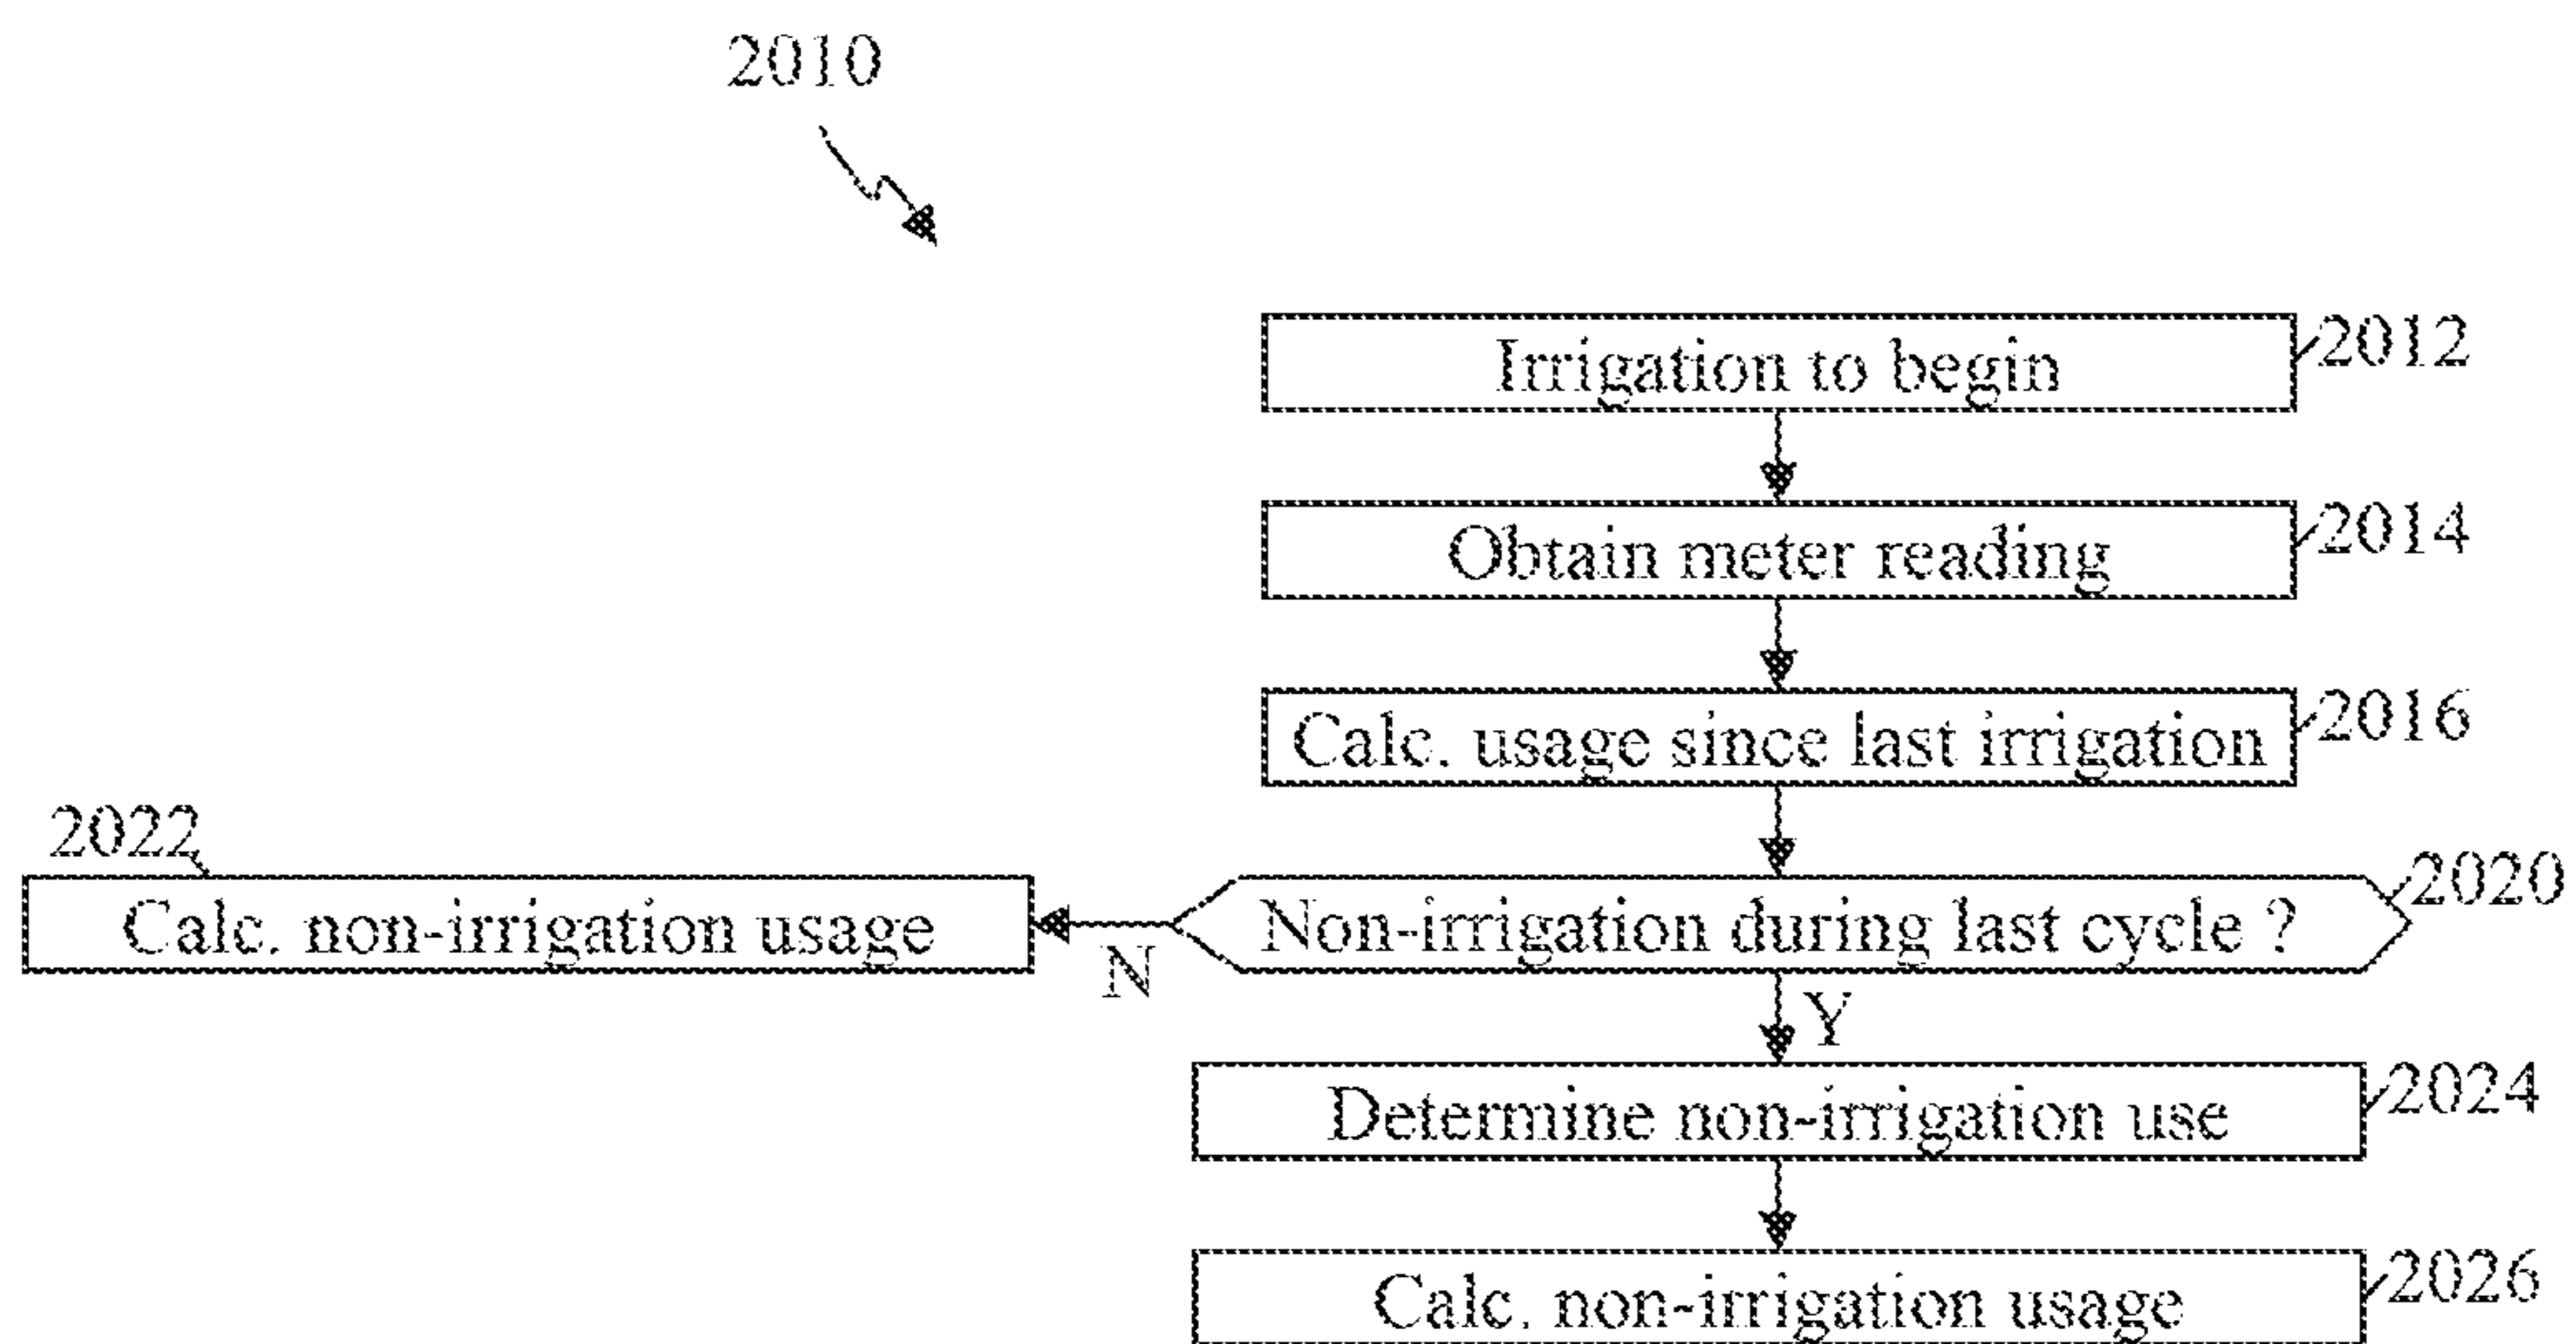 2010
Irrigation to begin
2012
Obtain meter reading
2014
Calc. usage since last irrigation
2016
2022
Calc. non-irrigation usage
N
Non-irrigation during last cycle ?
2020
Y
Determine non-irrigation use
2024
Calc. non-irrigation usage
2026